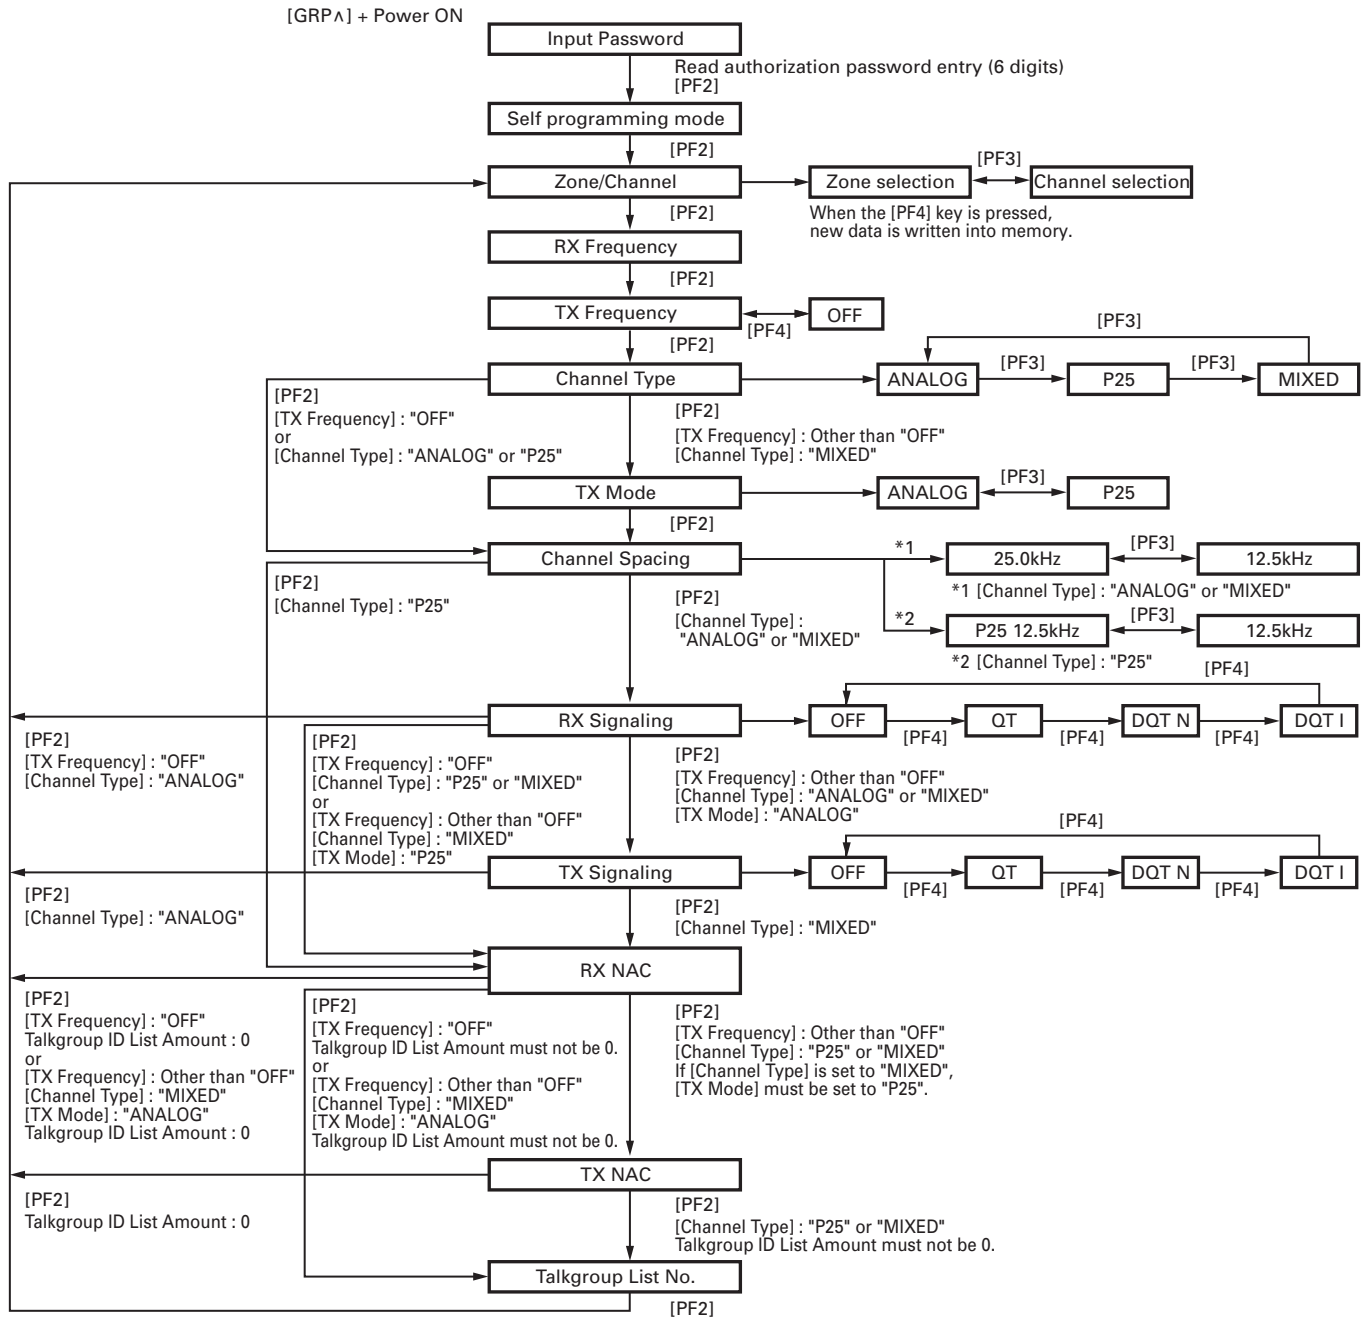 [GRP∧] + Power ON
Input Password
Read authorization password entry (6 digits)
[PF2]
Self programming mode
[PF2]
Zone/Channel
Zone selection
[PF3]
Channel selection
When the [PF4] key is pressed,
new data is written into memory.
[PF2]
RX Frequency
[PF2]
TX Frequency
[PF4]
OFF
[PF2]
[PF3]
Channel Type
ANALOG
[PF3]
P25
[PF3]
MIXED
[PF2]
[TX Frequency] : "OFF"
or
[Channel Type] : "ANALOG" or "P25"
[PF2]
[TX Frequency] : Other than "OFF"
[Channel Type] : "MIXED"
TX Mode
ANALOG
[PF3]
P25
[PF2]
Channel Spacing
*1
25.0kHz
[PF3]
12.5kHz
*1 [Channel Type] : "ANALOG" or "MIXED"
[PF2]
[Channel Type] : "P25"
[PF2]
[Channel Type] :
"ANALOG" or "MIXED"
*2
P25 12.5kHz
[PF3]
12.5kHz
*2 [Channel Type] : "P25"
[PF4]
RX Signaling
OFF
[PF4]
QT
[PF4]
DQT N
[PF4]
DQT I
[PF2]
[TX Frequency] : "OFF"
[Channel Type] : "ANALOG"
[PF2]
[TX Frequency] : "OFF"
[Channel Type] : "P25" or "MIXED"
or
[TX Frequency] : Other than "OFF"
[Channel Type] : "MIXED"
[TX Mode] : "P25"
[PF2]
[TX Frequency] : Other than "OFF"
[Channel Type] : "ANALOG" or "MIXED"
[TX Mode] : "ANALOG"
[PF4]
TX Signaling
OFF
[PF4]
QT
[PF4]
DQT N
[PF4]
DQT I
[PF2]
[Channel Type] : "ANALOG"
[PF2]
[Channel Type] : "MIXED"
RX NAC
[PF2]
[TX Frequency] : "OFF"
Talkgroup ID List Amount : 0
or
[TX Frequency] : Other than "OFF"
[Channel Type] : "MIXED"
[TX Mode] : "ANALOG"
Talkgroup ID List Amount : 0
[PF2]
[TX Frequency] : "OFF"
Talkgroup ID List Amount must not be 0.
or
[TX Frequency] : Other than "OFF"
[Channel Type] : "MIXED"
[TX Mode] : "ANALOG"
Talkgroup ID List Amount must not be 0.
[PF2]
[TX Frequency] : Other than "OFF"
[Channel Type] : "P25" or "MIXED"
If [Channel Type] is set to "MIXED",
[TX Mode] must be set to "P25".
TX NAC
[PF2]
Talkgroup ID List Amount : 0
[PF2]
[Channel Type] : "P25" or "MIXED"
Talkgroup ID List Amount must not be 0.
Talkgroup List No.
[PF2]